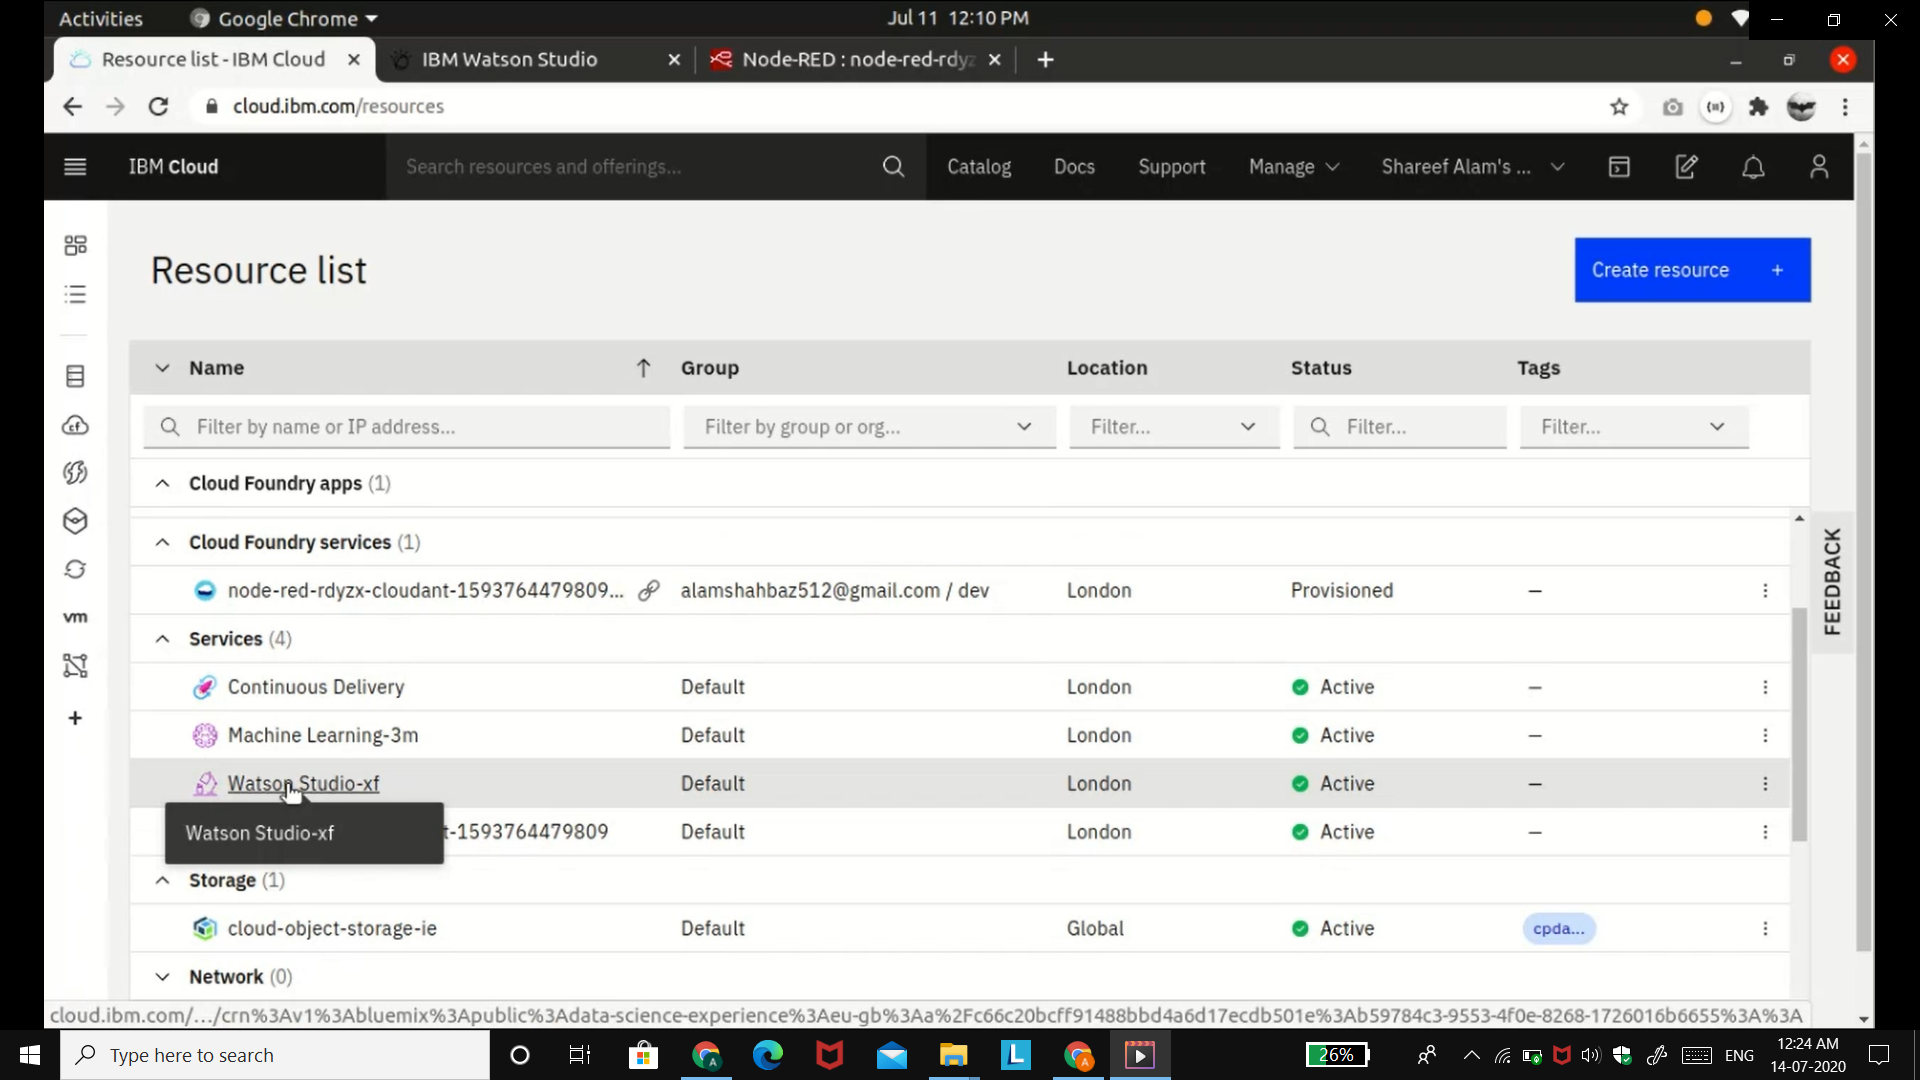 Activities
Google Chrome
Jul 11 12:10 PM
Resource list - IBM Cloud
IBM Watson Studio
Node-RED : node-red-rdyz
cloud.ibm.com/resources
IBM Cloud
Search resources and offerings...
Catalog
Docs
Support
Manage
Shareef Alam's ...
Resource list
Create resource +
Name
Group
Location
Status
Tags
Filter by name or IP address...
Filter by group or org...
Filter...
Filter...
Filter...
Cloud Foundry apps (1)
Cloud Foundry services (1)
node-red-rdyzx-cloudant-1593764479809...
alamshahbaz512@gmail.com / dev
London
Provisioned
–
Services (4)
Continuous Delivery
Default
London
Active
–
Machine Learning-3m
Default
London
Active
–
Watson Studio-xf
Default
London
Active
–
Watson Studio-xf
t-1593764479809
London
Active
–
Storage (1)
cloud-object-storage-ie
Default
Global
Active
cpda...
Network (0)
FEEDBACK
cf
vm
cloud.ibm.com/.../crn%3Av1%3Abluemix%3Apublic%3Adata-science-experience%3Aeu-gb%3Aa%2Fc66c20bcff91488bbd4a6d17ecdb501e%3Ab59784c3-9553-4f0e-8268-1726016b6655%3A%3A
Type here to search
26%
ENG
12:24 AM
14-07-2020